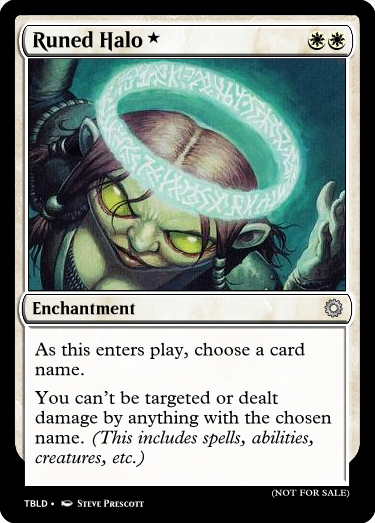 Runed Halo ★
Enchantment
As this enters play, choose a card
name.
You can't be targeted or dealt
damage by anything with the chosen
name. (This includes spells, abilities,
creatures, etc.)
(NOT FOR SALE)
TBLD • Steve Prescott